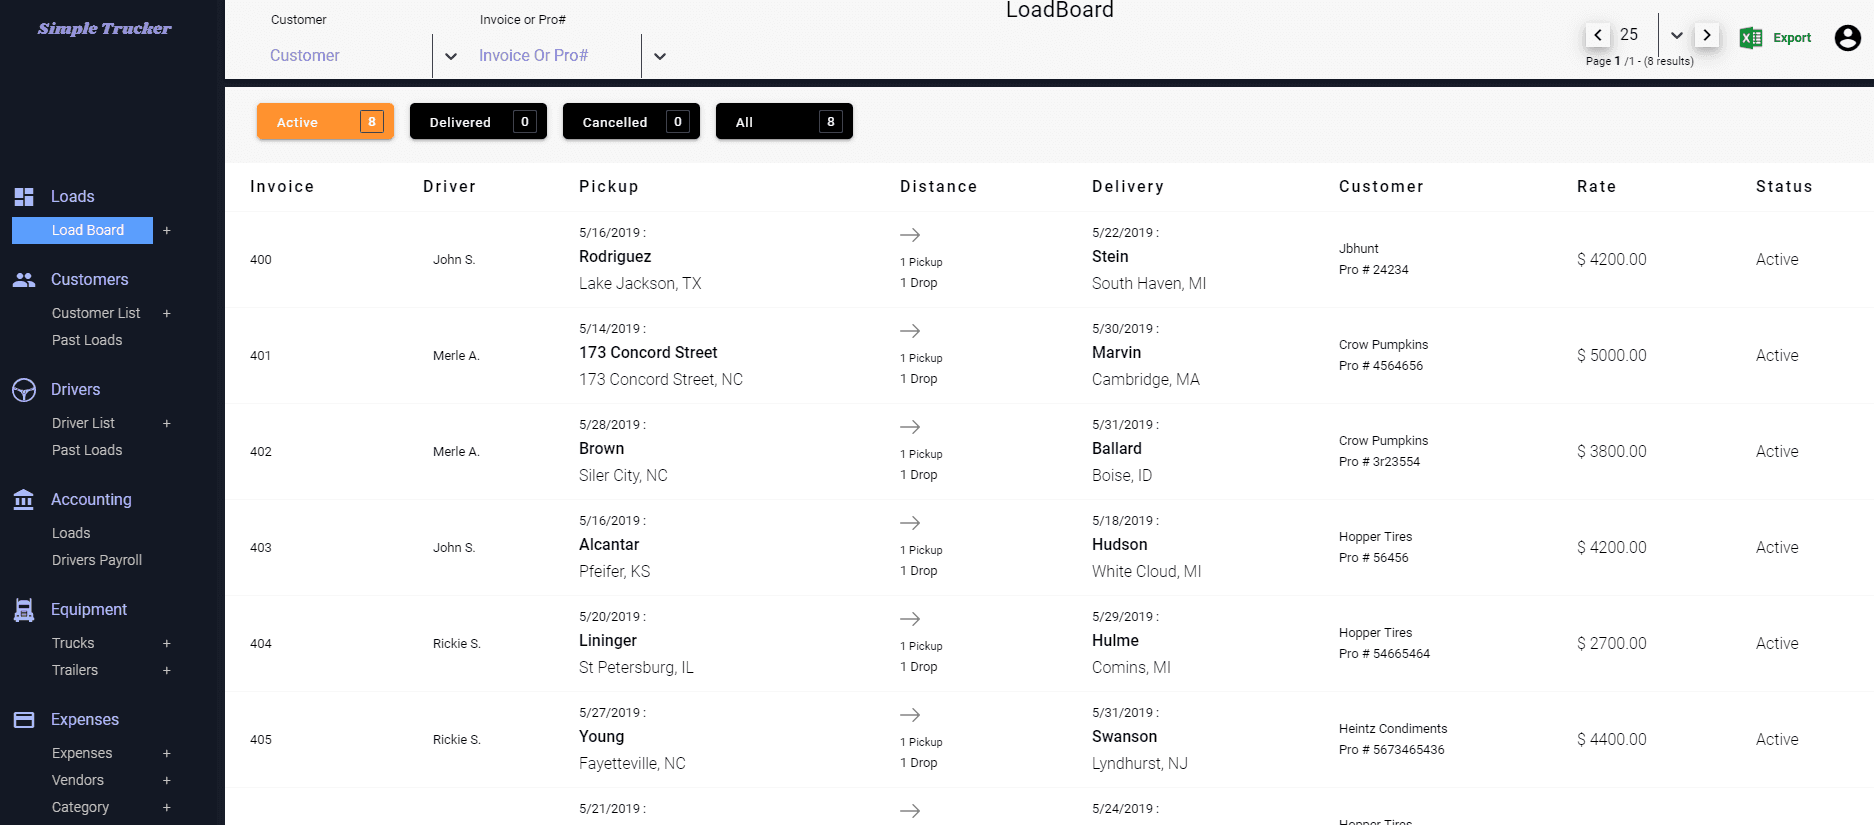 Simple Trucker
Loads
Load Board +
Customers
Customer List +
Past Loads
Drivers
Driver List +
Past Loads
Accounting
Loads
Drivers Payroll
Equipment
Trucks +
Trailers +
Expenses
Expenses +
Vendors +
Category +
LoadBoard
Customer
Customer
Invoice or Pro#
Invoice Or Pro#
25
Page 1 /1 - (8 results)
Export
Active 8
Delivered 0
Cancelled 0
All 8
Invoice Driver Pickup Distance Delivery Customer Rate Status
400
John S.
5/16/2019 :
Rodriguez
Lake Jackson, TX
1 Pickup
1 Drop
5/22/2019 :
Stein
South Haven, MI
Jbhunt
Pro # 24234
$ 4200.00
Active
401
Merle A.
5/14/2019 :
173 Concord Street
173 Concord Street, NC
1 Pickup
1 Drop
5/30/2019 :
Marvin
Cambridge, MA
Crow Pumpkins
Pro # 4564656
$ 5000.00
Active
402
Merle A.
5/28/2019 :
Brown
Siler City, NC
1 Pickup
1 Drop
5/31/2019 :
Ballard
Boise, ID
Crow Pumpkins
Pro # 3r23554
$ 3800.00
Active
403
John S.
5/16/2019 :
Alcantar
Pfeifer, KS
1 Pickup
1 Drop
5/18/2019 :
Hudson
White Cloud, MI
Hopper Tires
Pro # 56456
$ 4200.00
Active
404
Rickie S.
5/20/2019 :
Lininger
St Petersburg, IL
1 Pickup
1 Drop
5/29/2019 :
Hulme
Comins, MI
Hopper Tires
Pro # 54665464
$ 2700.00
Active
405
Rickie S.
5/27/2019 :
Young
Fayetteville, NC
1 Pickup
1 Drop
5/31/2019 :
Swanson
Lyndhurst, NJ
Heintz Condiments
Pro # 5673465436
$ 4400.00
Active
5/21/2019 :
5/24/2019 :
Hopper Tires